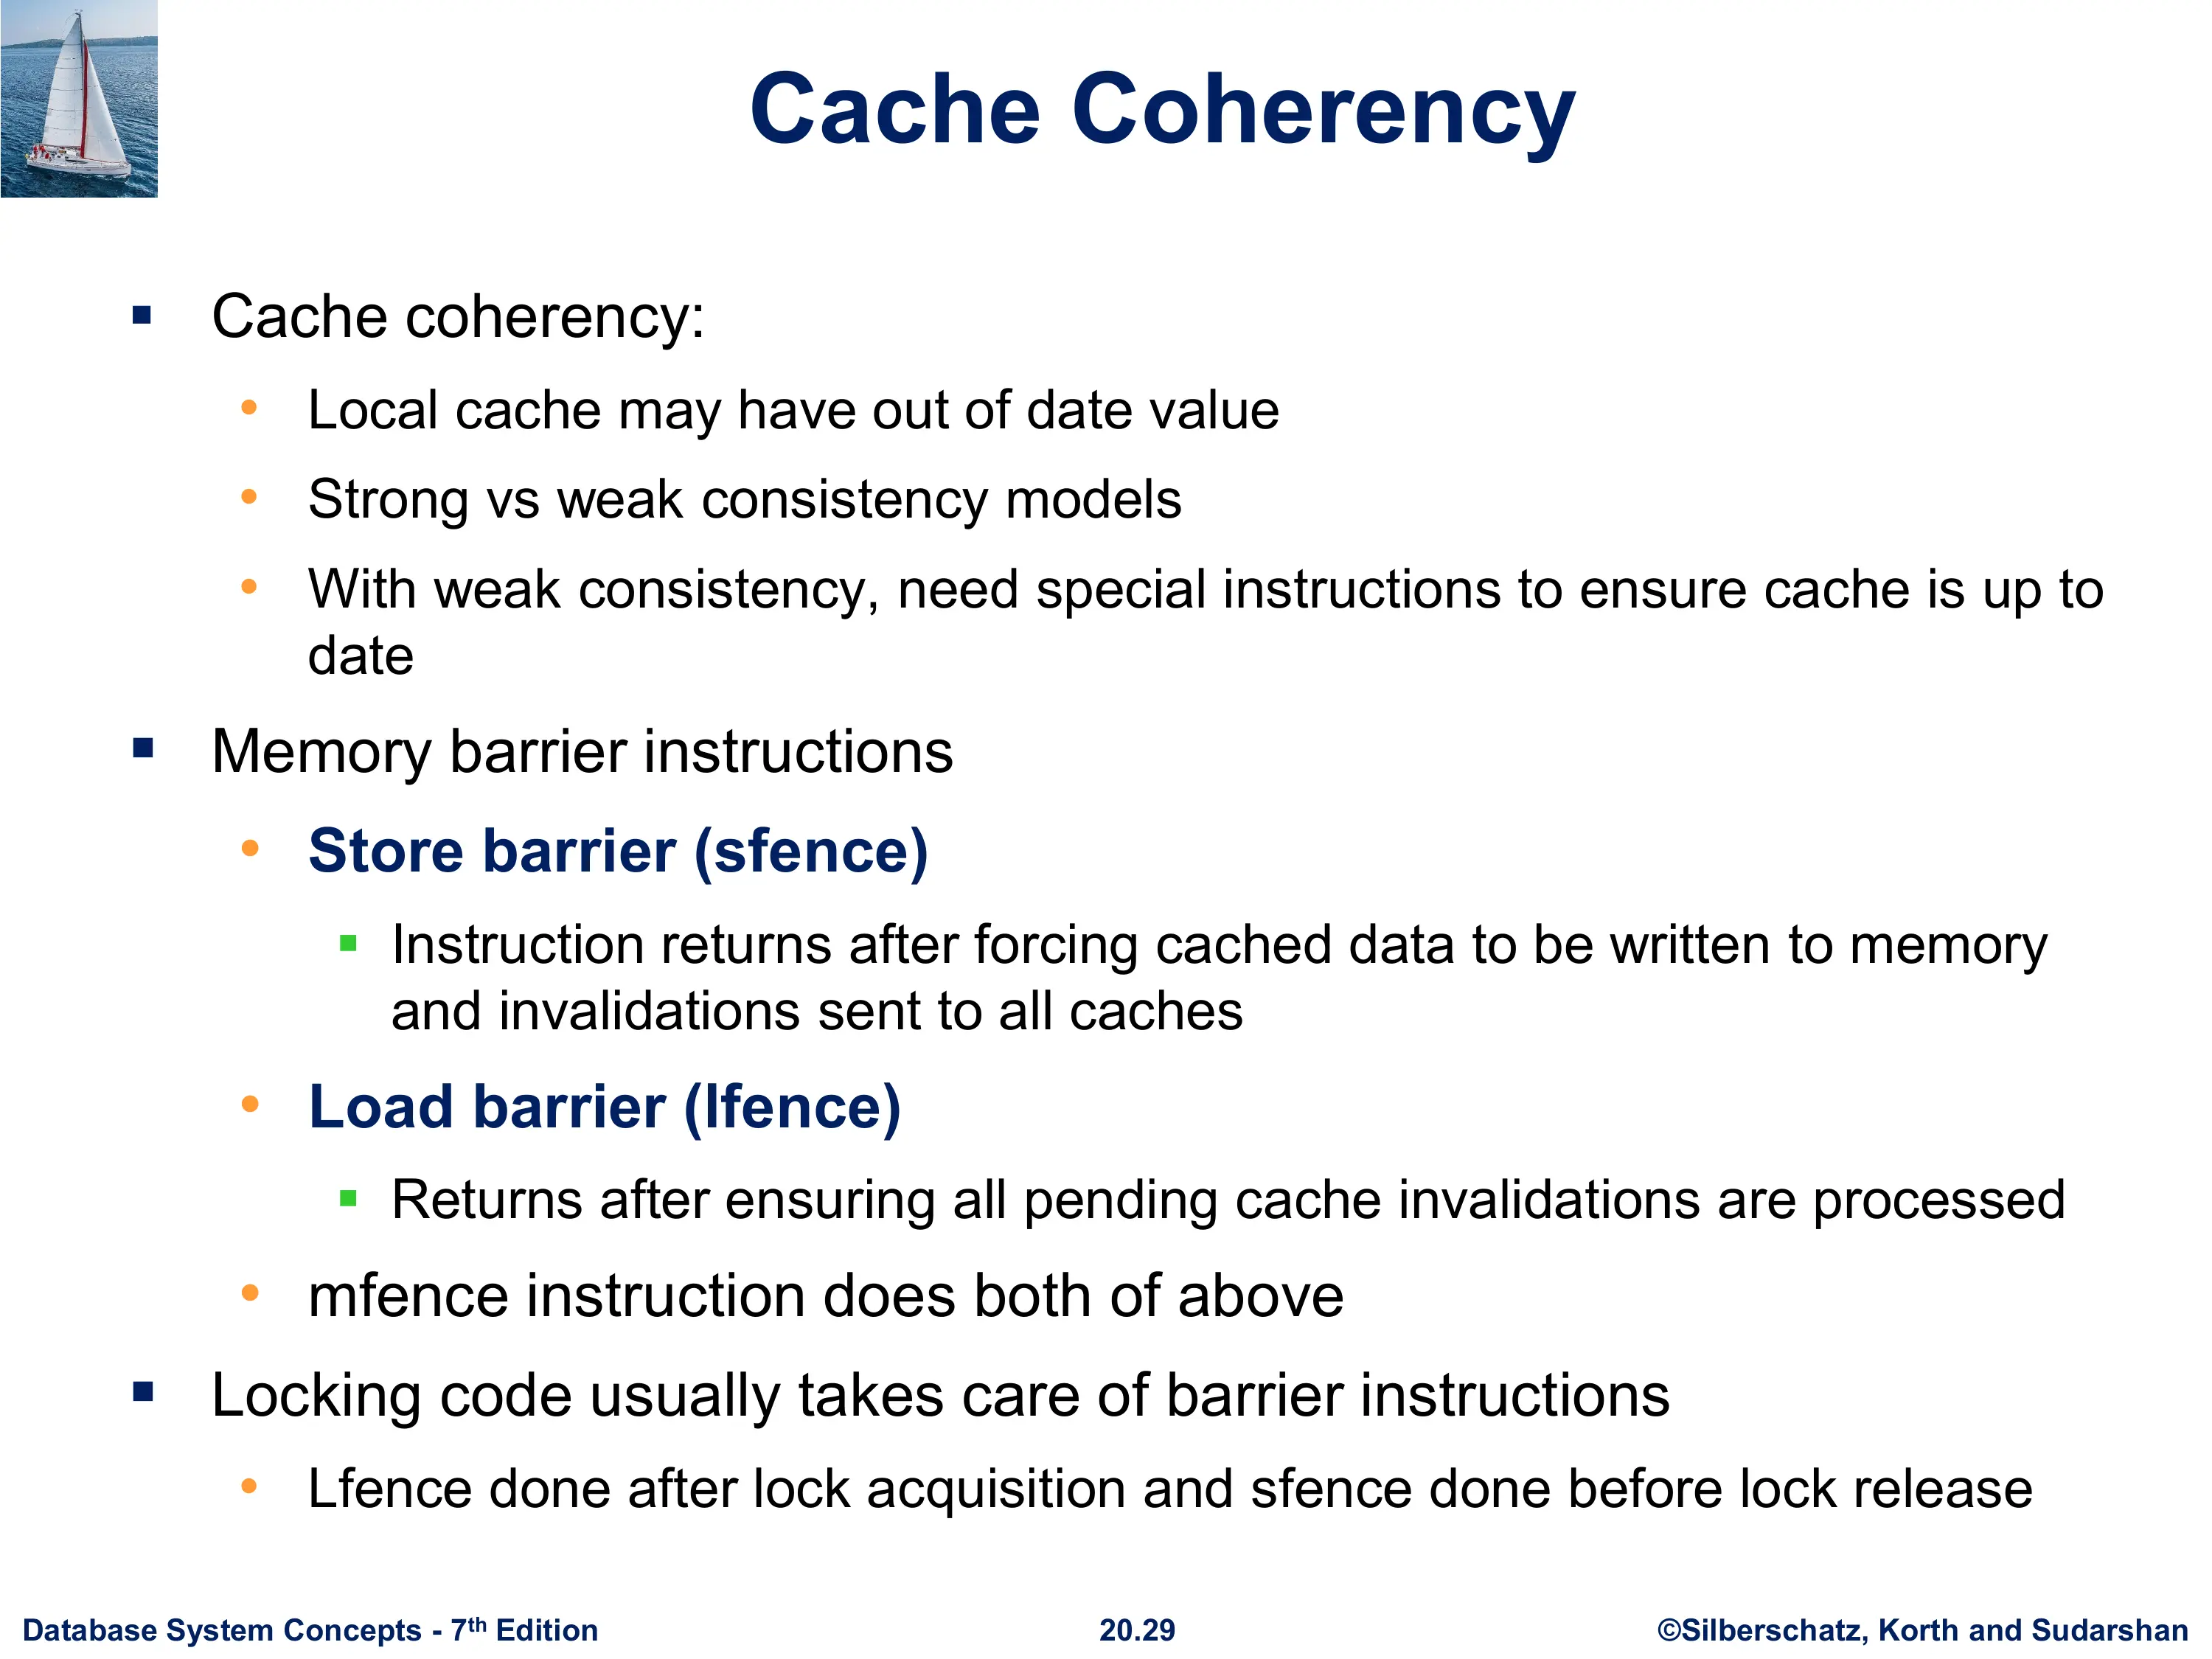 Cache Coherency
▪ Cache coherency:
• Local cache may have out of date value
• Strong vs weak consistency models
• With weak consistency, need special instructions to ensure cache is up to
date
▪ Memory barrier instructions
• Store barrier (sfence)
▪ Instruction returns after forcing cached data to be written to memory
and invalidations sent to all caches
• Load barrier (lfence)
▪ Returns after ensuring all pending cache invalidations are processed
• mfence instruction does both of above
▪ Locking code usually takes care of barrier instructions
• Lfence done after lock acquisition and sfence done before lock release
Database System Concepts - 7th Edition 20.29 ©Silberschatz, Korth and Sudarshan